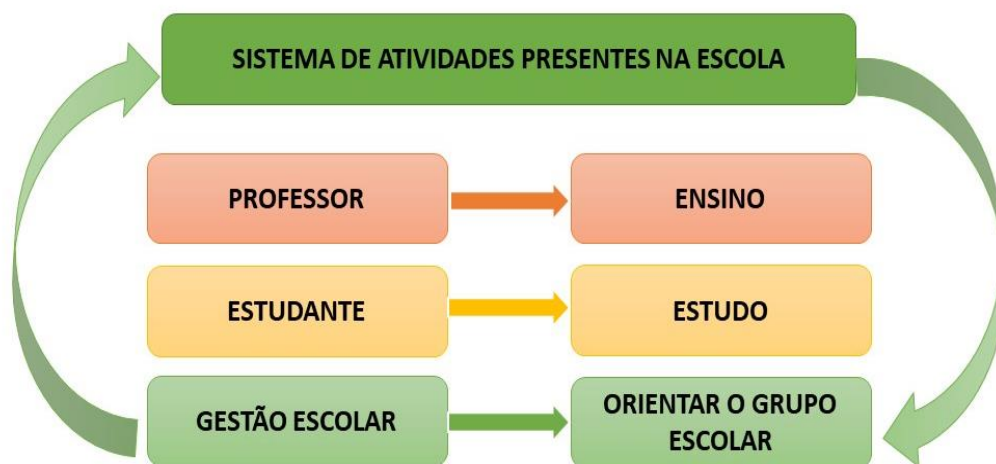 SISTEMA DE ATIVIDADES PRESENTES NA ESCOLA
PROFESSOR
ENSINO
ESTUDANTE
ESTUDO
GESTÃO ESCOLAR
ORIENTAR O GRUPO
ESCOLAR